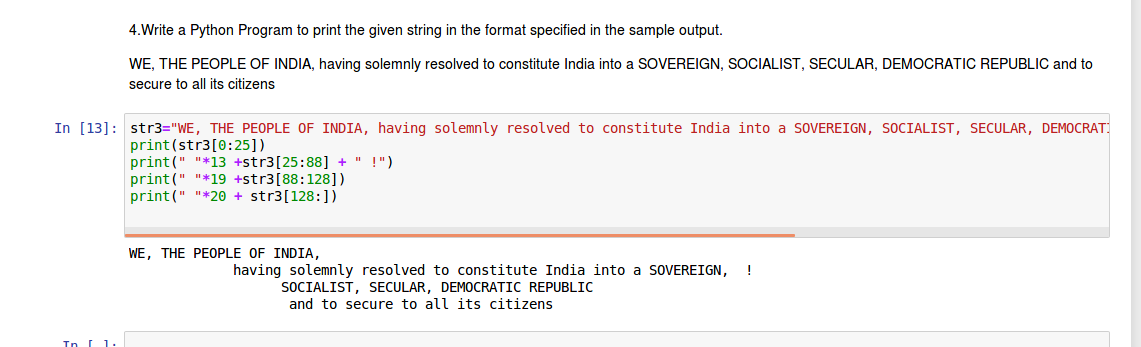 4.Write a Python Program to print the given string in the format specified in the sample output.
WE, THE PEOPLE OF INDIA, having solemnly resolved to constitute India into a SOVEREIGN, SOCIALIST, SECULAR, DEMOCRATIC REPUBLIC and to
secure to all its citizens
In [13]: str3="WE, THE PEOPLE OF INDIA, having solemnly resolved to constitute India into a SOVEREIGN, SOCIALIST, SECULAR, DEMOCRATI
print(str3[0:25])
print(" "*13 +str3[25:88] + " !")
print(" "*19 +str3[88:128])
print(" "*20 + str3[128:])
WE, THE PEOPLE OF INDIA,
having solemnly resolved to constitute India into a SOVEREIGN,  !
SOCIALIST, SECULAR, DEMOCRATIC REPUBLIC
and to secure to all its citizens
In [ ]: